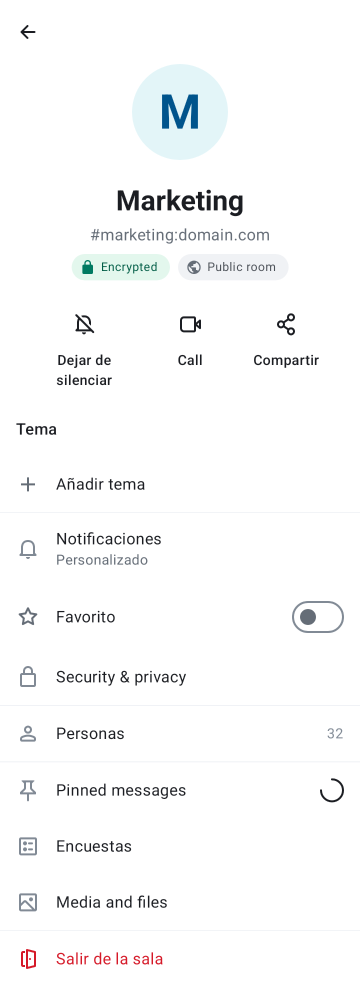 M
Marketing
#marketing:domain.com
Encrypted
Public room
Dejar de
silenciar
Call
Compartir
Tema
Añadir tema
Notificaciones
Personalizado
Favorito
Security & privacy
Personas
32
Pinned messages
Encuestas
Media and files
Salir de la sala